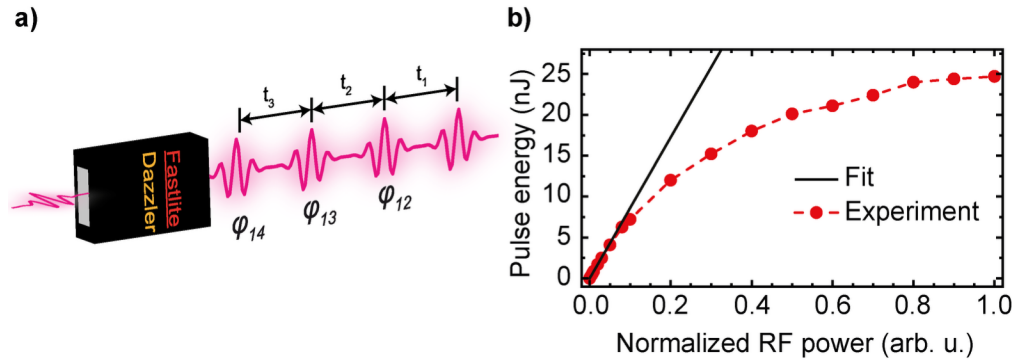 a)
t3
t2
t1
Fastlite
Dazzler
φ14
φ13
φ12
b)
Pulse energy (nJ)
25
20
15
10
5
0
Fit
Experiment
0.0 0.2 0.4 0.6 0.8 1.0
Normalized RF power (arb. u.)